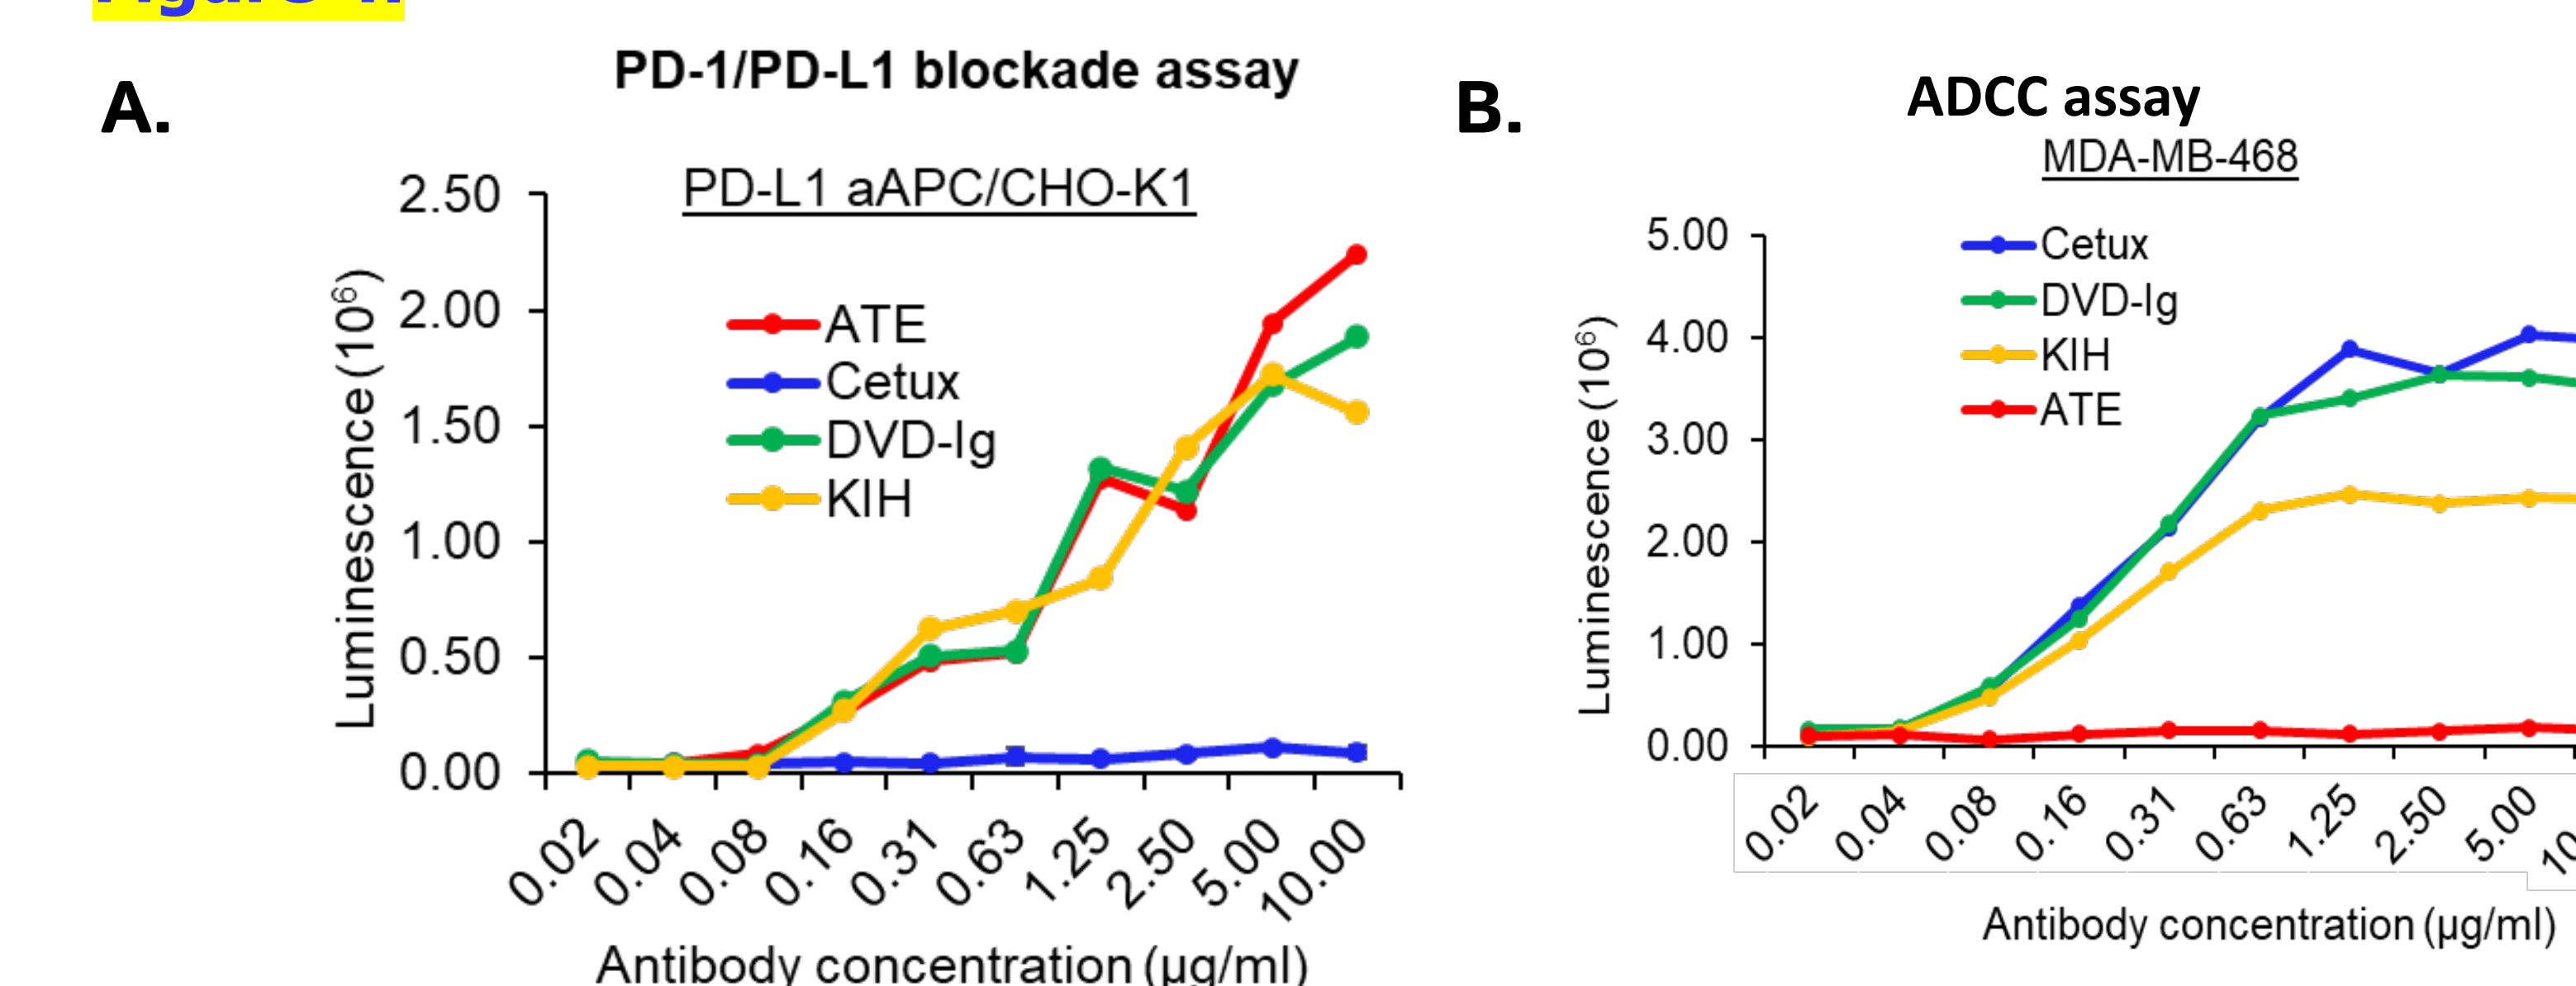 A.
PD-1/PD-L1 blockade assay
PD-L1 aAPC/CHO-K1
Luminescence (10⁶)
2.50
2.00
1.50
1.00
0.50
0.00
ATE
Cetux
DVD-Ig
KIH
0.02 0.04 0.08 0.16 0.31 0.63 1.25 2.50 5.00 10.00
Antibody concentration (µg/ml)
B.
ADCC assay
MDA-MB-468
Luminescence (10⁶)
5.00
4.00
3.00
2.00
1.00
0.00
Cetux
DVD-Ig
KIH
ATE
0.02 0.04 0.08 0.16 0.31 0.63 1.25 2.50 5.00
Antibody concentration (µg/ml)